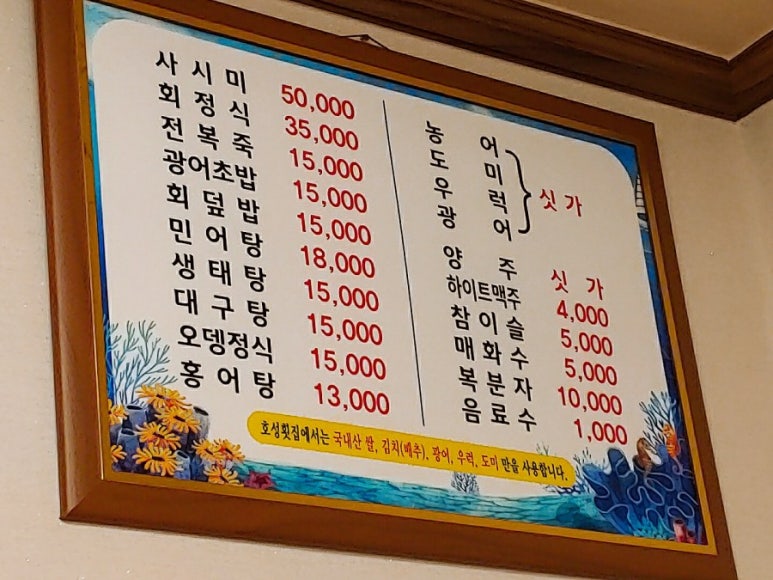 사시미 50,000
회정식 35,000
전복죽 15,000
광어초밥 15,000
회덮밥 15,000
민어탕 18,000
생태탕 15,000
대구탕 15,000
오뎅정식 15,000
홍어탕 13,000
농어
도미
우럭
광어
싯가
양주 싯가
하이트맥주 4,000
참이슬 5,000
매화수 5,000
복분자 10,000
음료수 1,000
호성횟집에서는 국내산 쌀, 김치(배추), 광어, 우럭, 도미 만을 사용합니다.